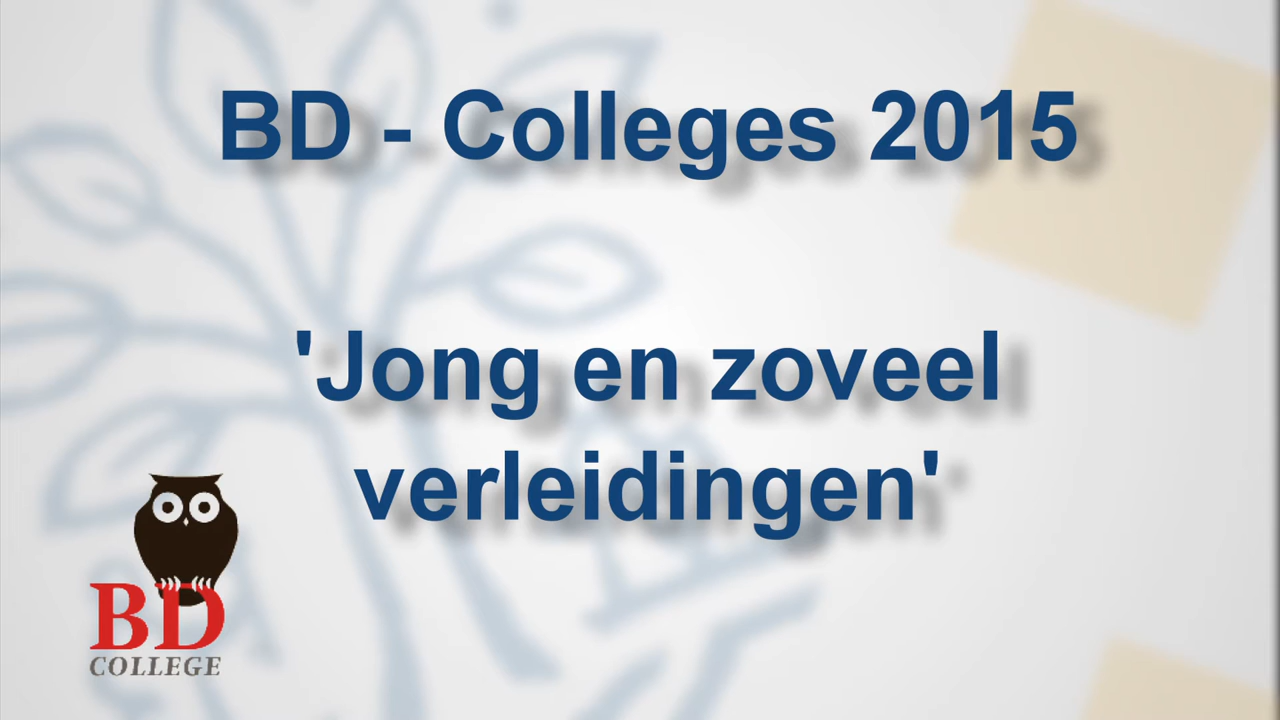 BD - Colleges 2015
'Jong en zoveel
verleidingen'
BD
COLLEGE